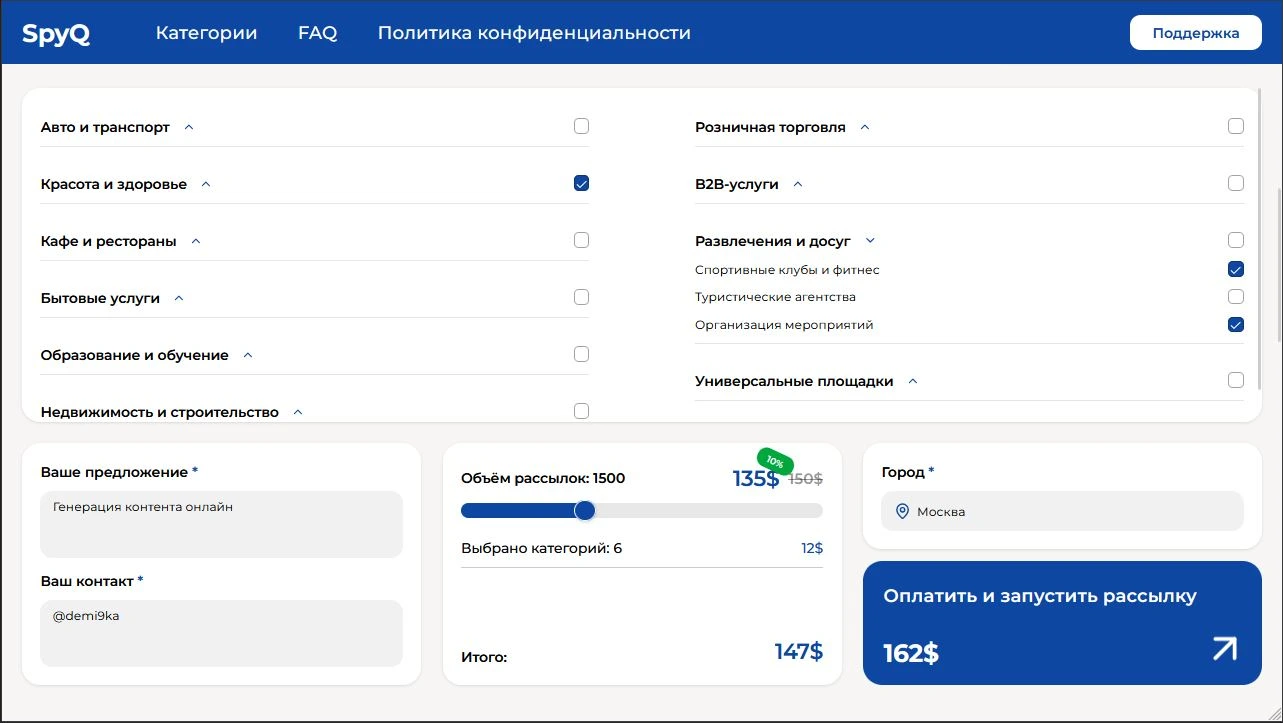 SpyQ
Категории
FAQ
Политика конфиденциальности
Поддержка
Авто и транспорт
Красота и здоровье
Кафе и рестораны
Бытовые услуги
Образование и обучение
Недвижимость и строительство
Розничная торговля
B2B-услуги
Развлечения и досуг
Спортивные клубы и фитнес
Туристические агентства
Организация мероприятий
Универсальные площадки
Ваше предложение *
Генерация контента онлайн
Ваш контакт *
@demi9ka
Объём рассылок: 1500
135$
10%
150$
Выбрано категорий: 6
12$
Итого:
147$
Город *
Москва
Оплатить и запустить рассылку
162$